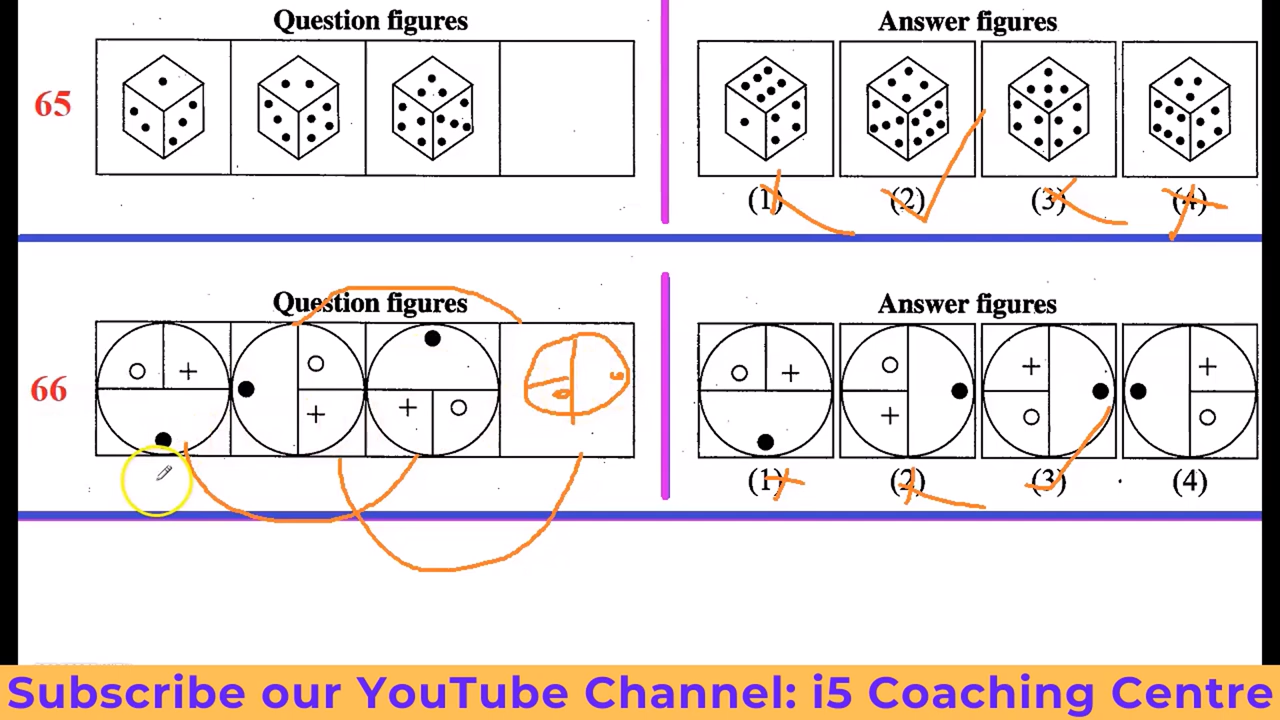 Question figures
Answer figures
65
(1) (2) (3) (4)
Question figures
Answer figures
66
(1) (2) (3) (4)
Subscribe our YouTube Channel: i5 Coaching Centre